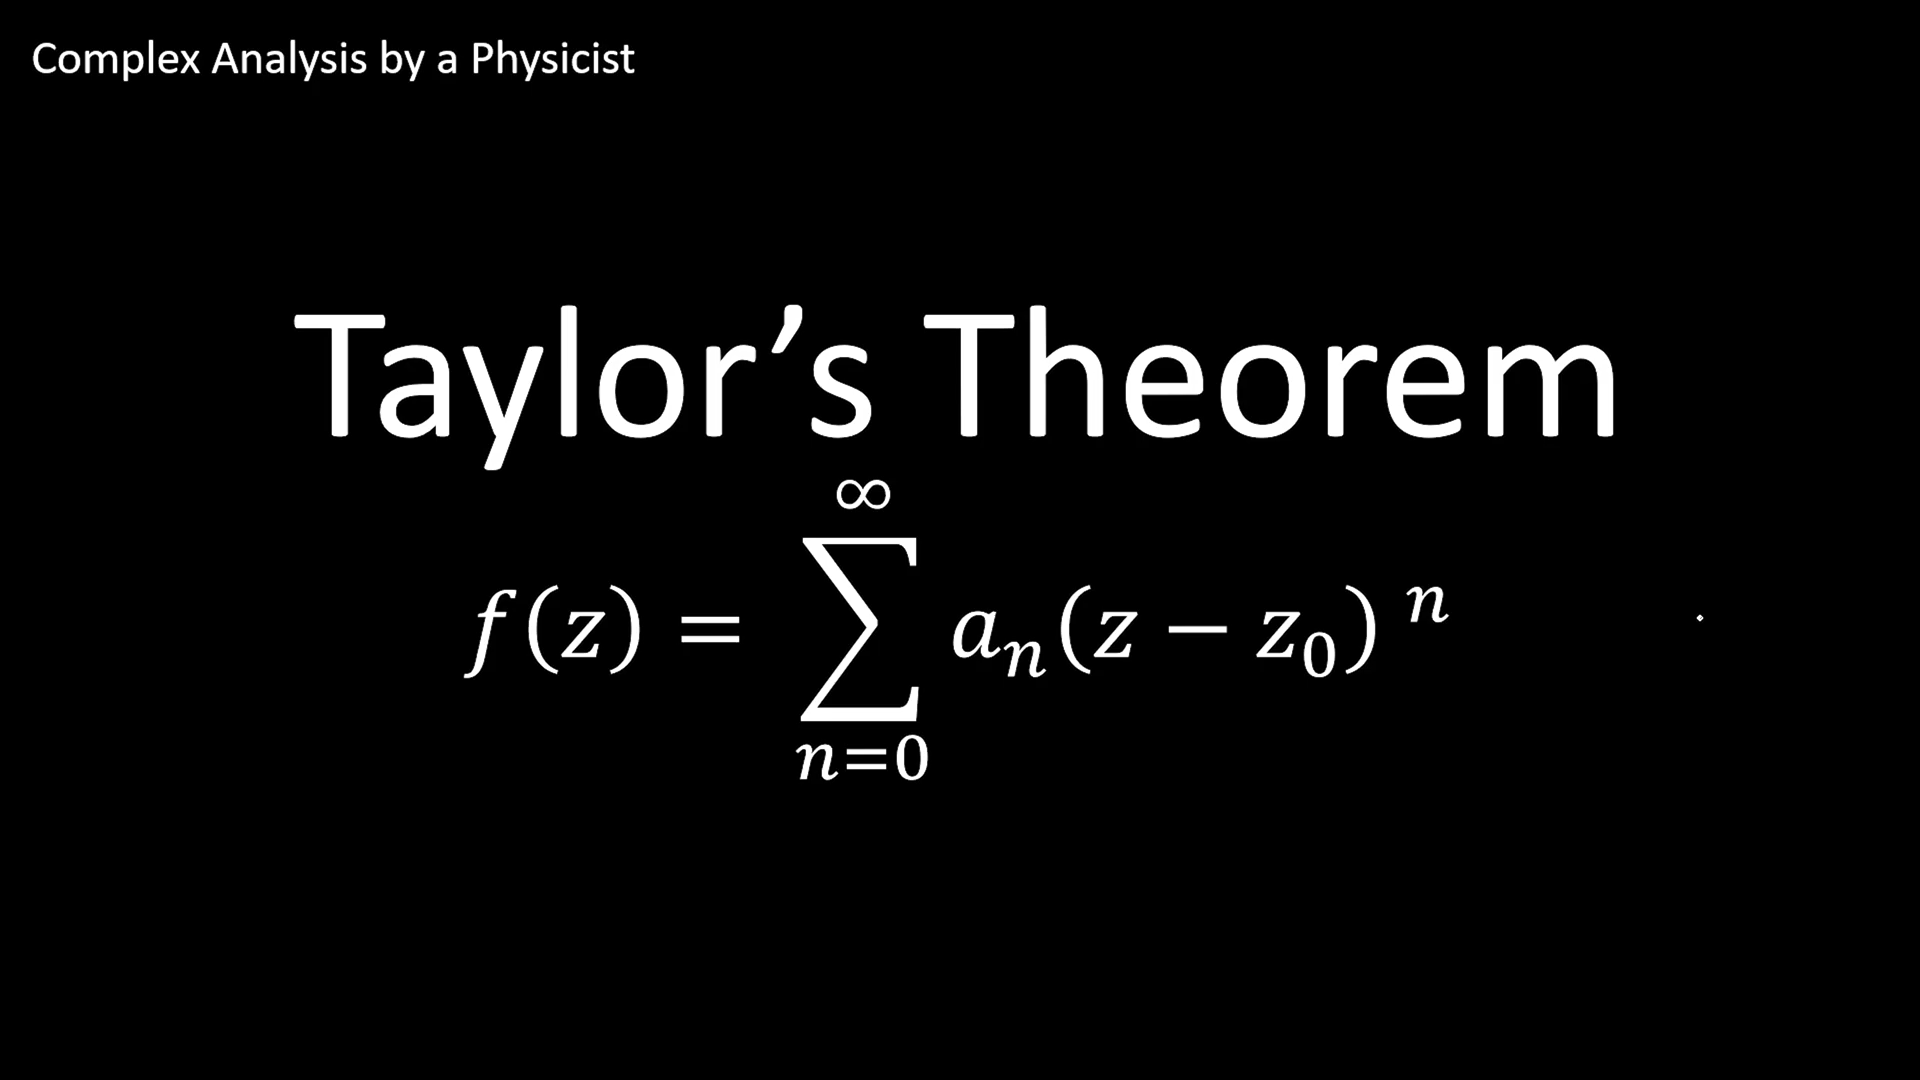 Complex Analysis by a Physicist
Taylor’s Theorem
f(z) = ∑_{n=0}^{∞} a_n(z − z_0)^n